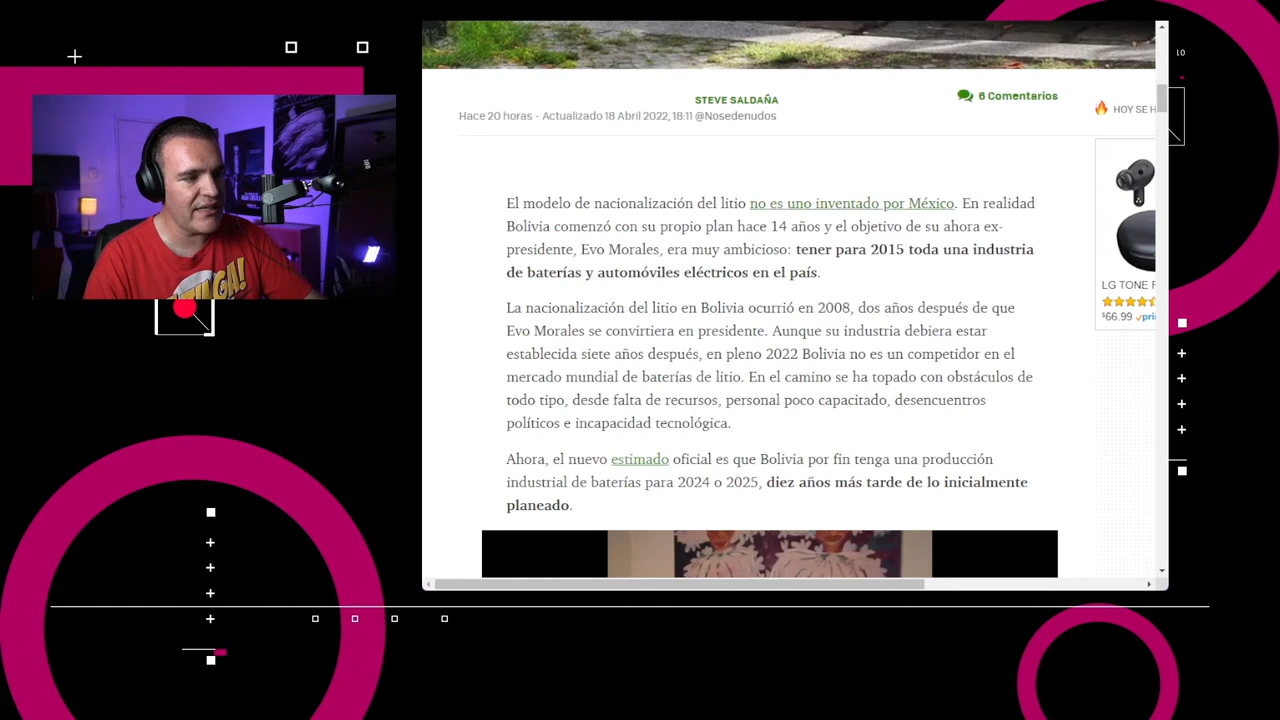 STEVE SALDAÑA
6 Comentarios
Hace 20 horas - Actualizado 18 Abril 2022, 18:11 @Nosedenudos
HOY SE H
El modelo de nacionalización del litio no es uno inventado por México. En realidad
Bolivia comenzó con su propio plan hace 14 años y el objetivo de su ahora ex-
presidente, Evo Morales, era muy ambicioso: tener para 2015 toda una industria
de baterías y automóviles eléctricos en el país.
La nacionalización del litio en Bolivia ocurrió en 2008, dos años después de que
Evo Morales se convirtiera en presidente. Aunque su industria debiera estar
establecida siete años después, en pleno 2022 Bolivia no es un competidor en el
mercado mundial de baterías de litio. En el camino se ha topado con obstáculos de
todo tipo, desde falta de recursos, personal poco capacitado, desencuentros
políticos e incapacidad tecnológica.
Ahora, el nuevo estimado oficial es que Bolivia por fin tenga una producción
industrial de baterías para 2024 o 2025, diez años más tarde de lo inicialmente
planeado.
LG TONE F
$66.99 pri
01